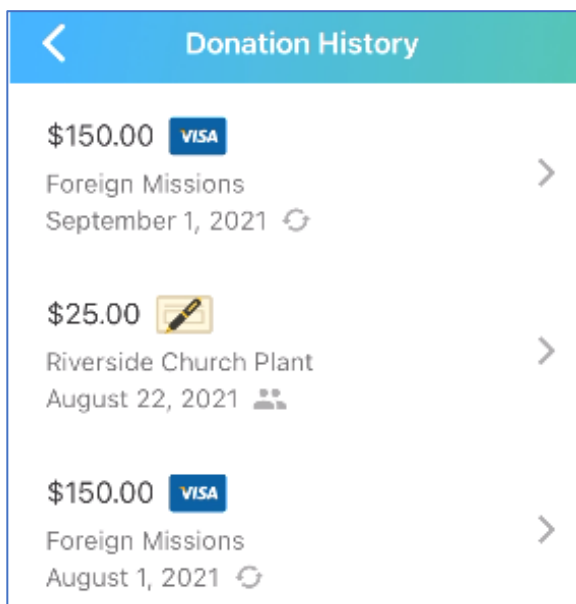 Donation History
$150.00 VISA
Foreign Missions
September 1, 2021
$25.00
Riverside Church Plant
August 22, 2021
$150.00 VISA
Foreign Missions
August 1, 2021